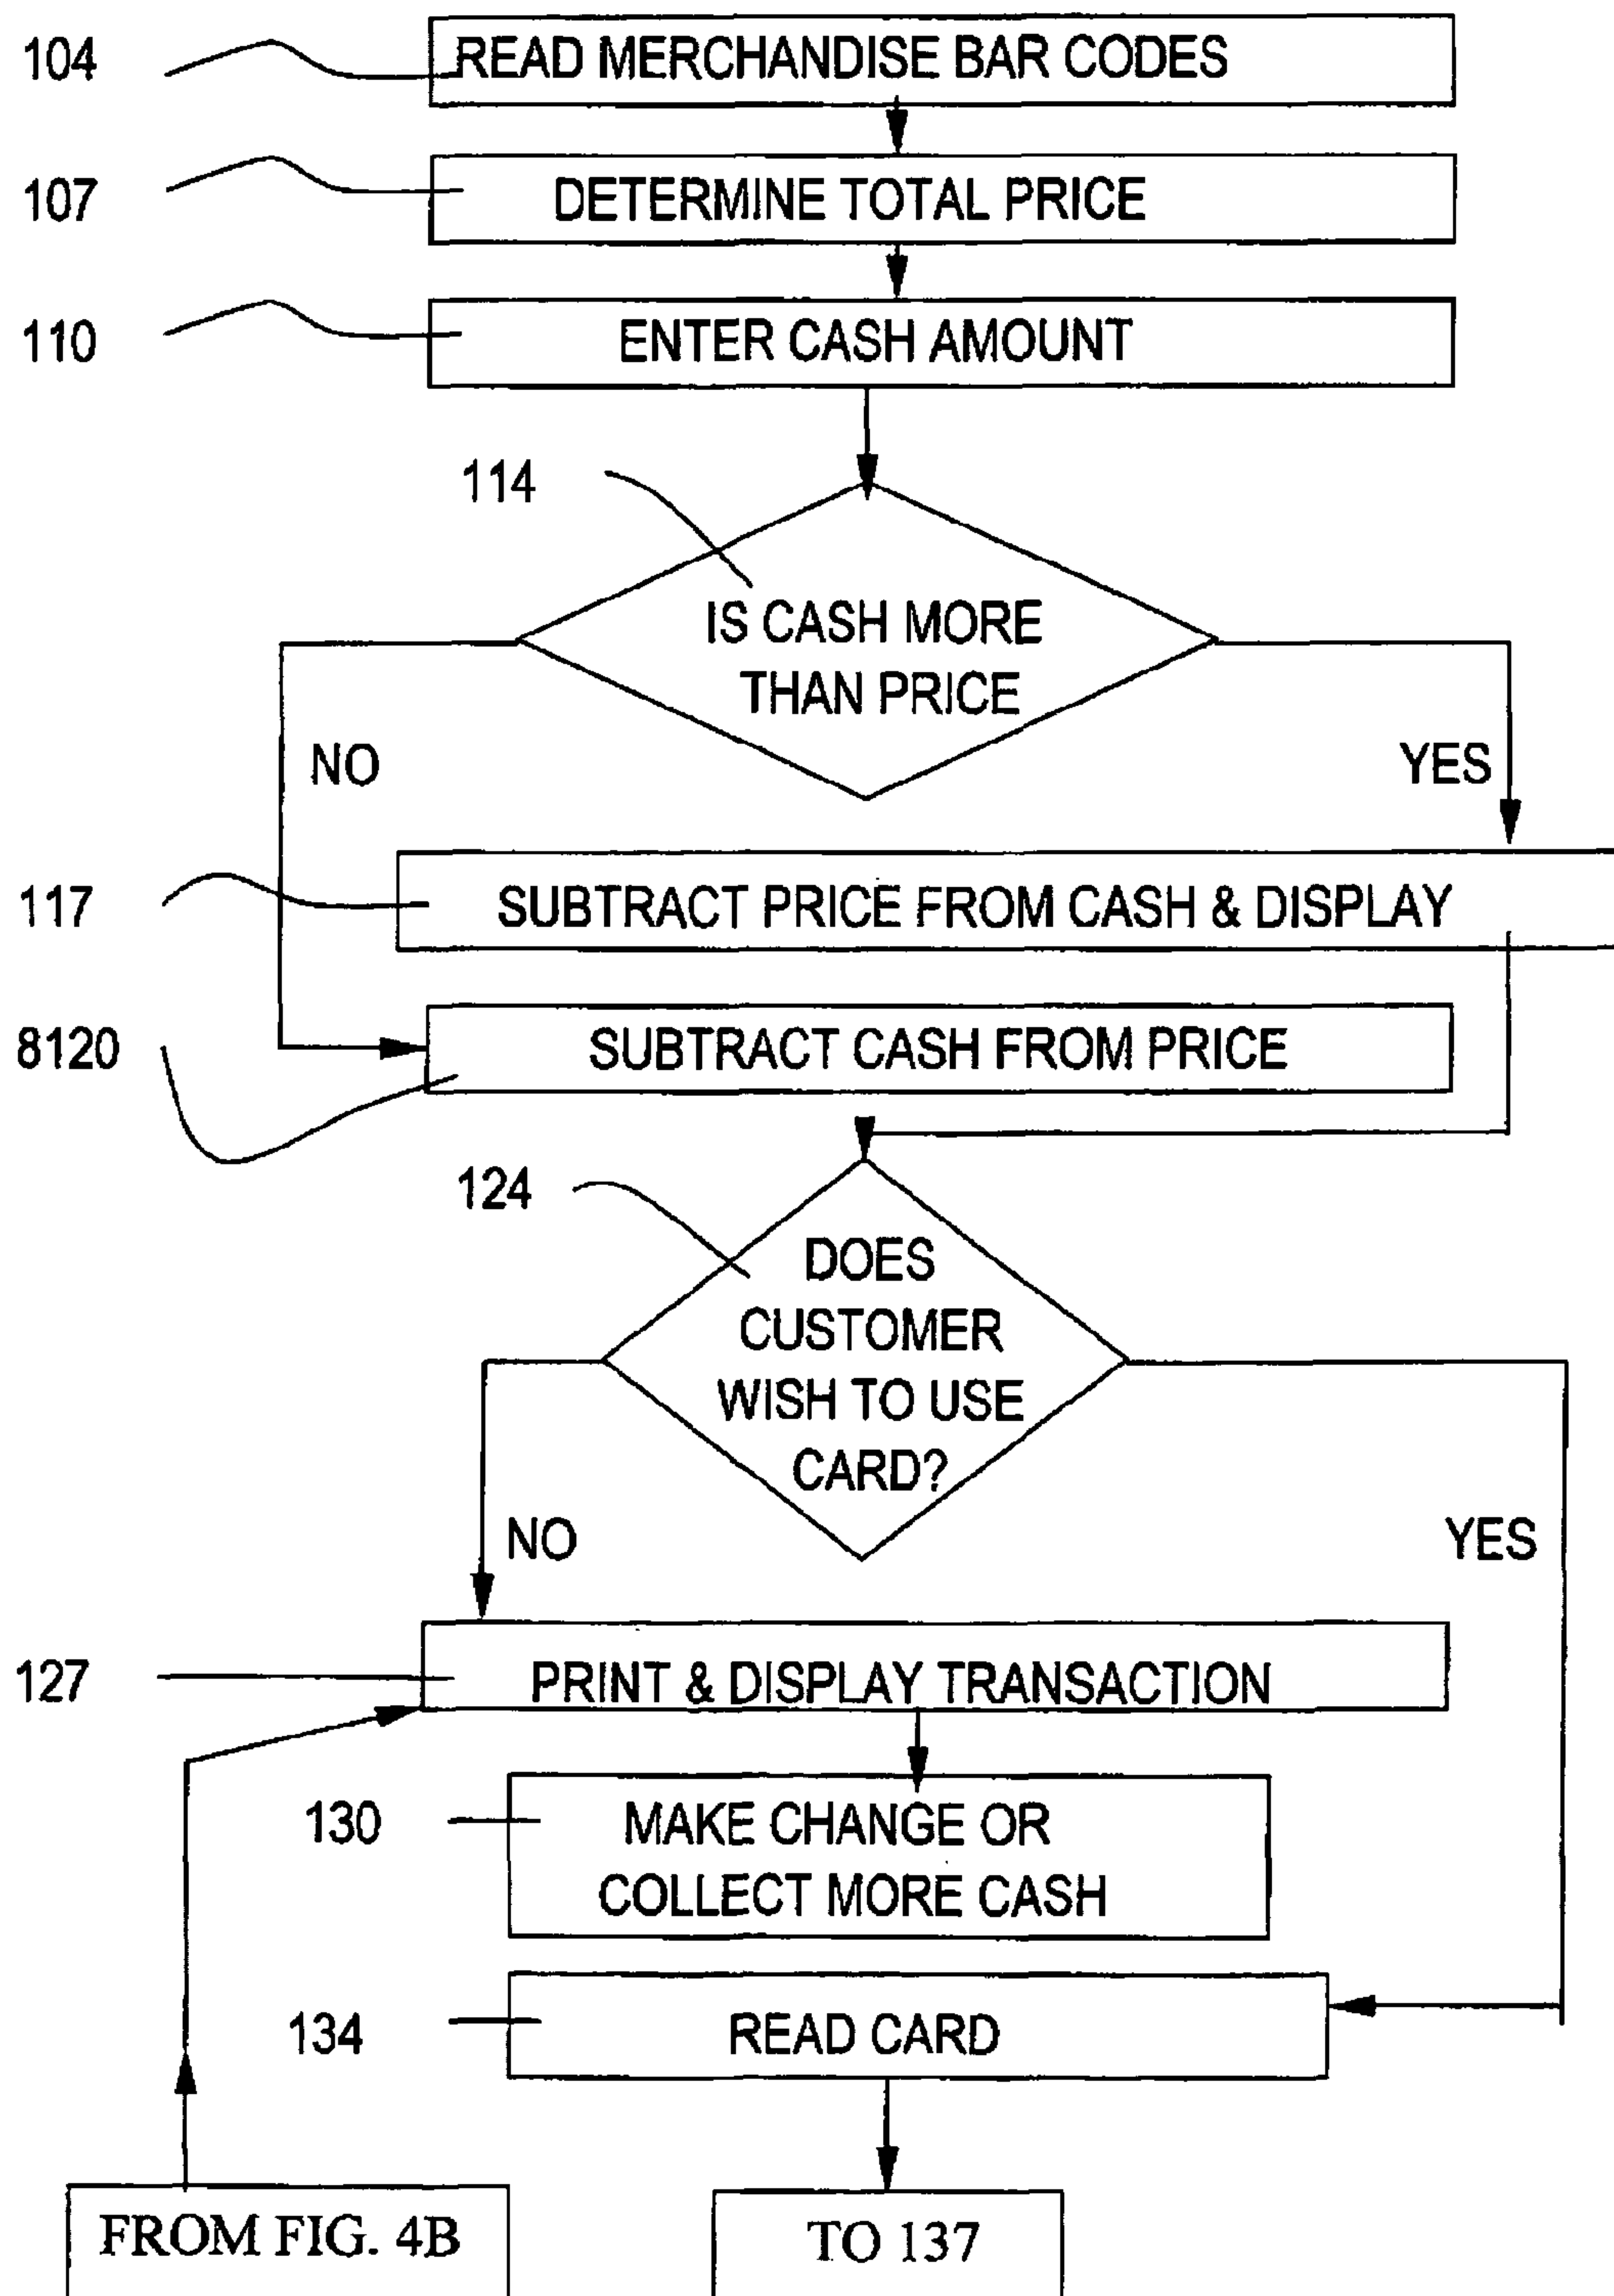 104 READ MERCHANDISE BAR CODES
107 DETERMINE TOTAL PRICE
110 ENTER CASH AMOUNT
114
IS CASH MORE
THAN PRICE
NO YES
117 SUBTRACT PRICE FROM CASH & DISPLAY
8120 SUBTRACT CASH FROM PRICE
124
DOES
CUSTOMER
WISH TO USE
CARD?
NO YES
127 PRINT & DISPLAY TRANSACTION
130 MAKE CHANGE OR
COLLECT MORE CASH
134 READ CARD
FROM FIG. 4B TO 137